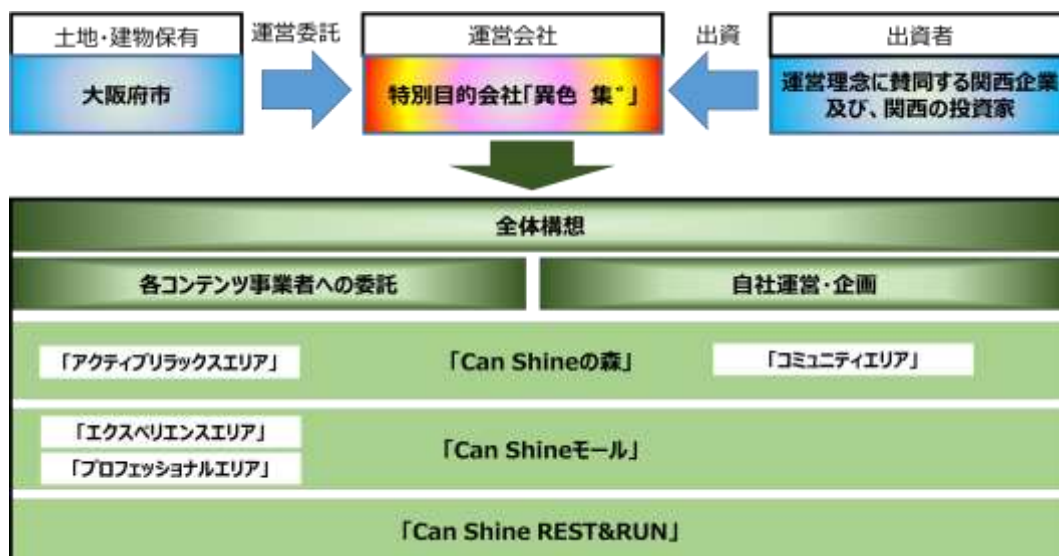 土地・建物保有
運営委託
運営会社
出資
出資者
大阪府市
特別目的会社「異色 集゛」
運営理念に賛同する関西企業
及び、関西の投資家
全体構想
各コンテンツ事業者への委託
自社運営・企画
「アクティブリラックスエリア」
「Can Shineの森」
「コミュニティエリア」
「エクスペリエンスエリア」
「プロフェッショナルエリア」
「Can Shineモール」
「Can Shine REST&RUN」